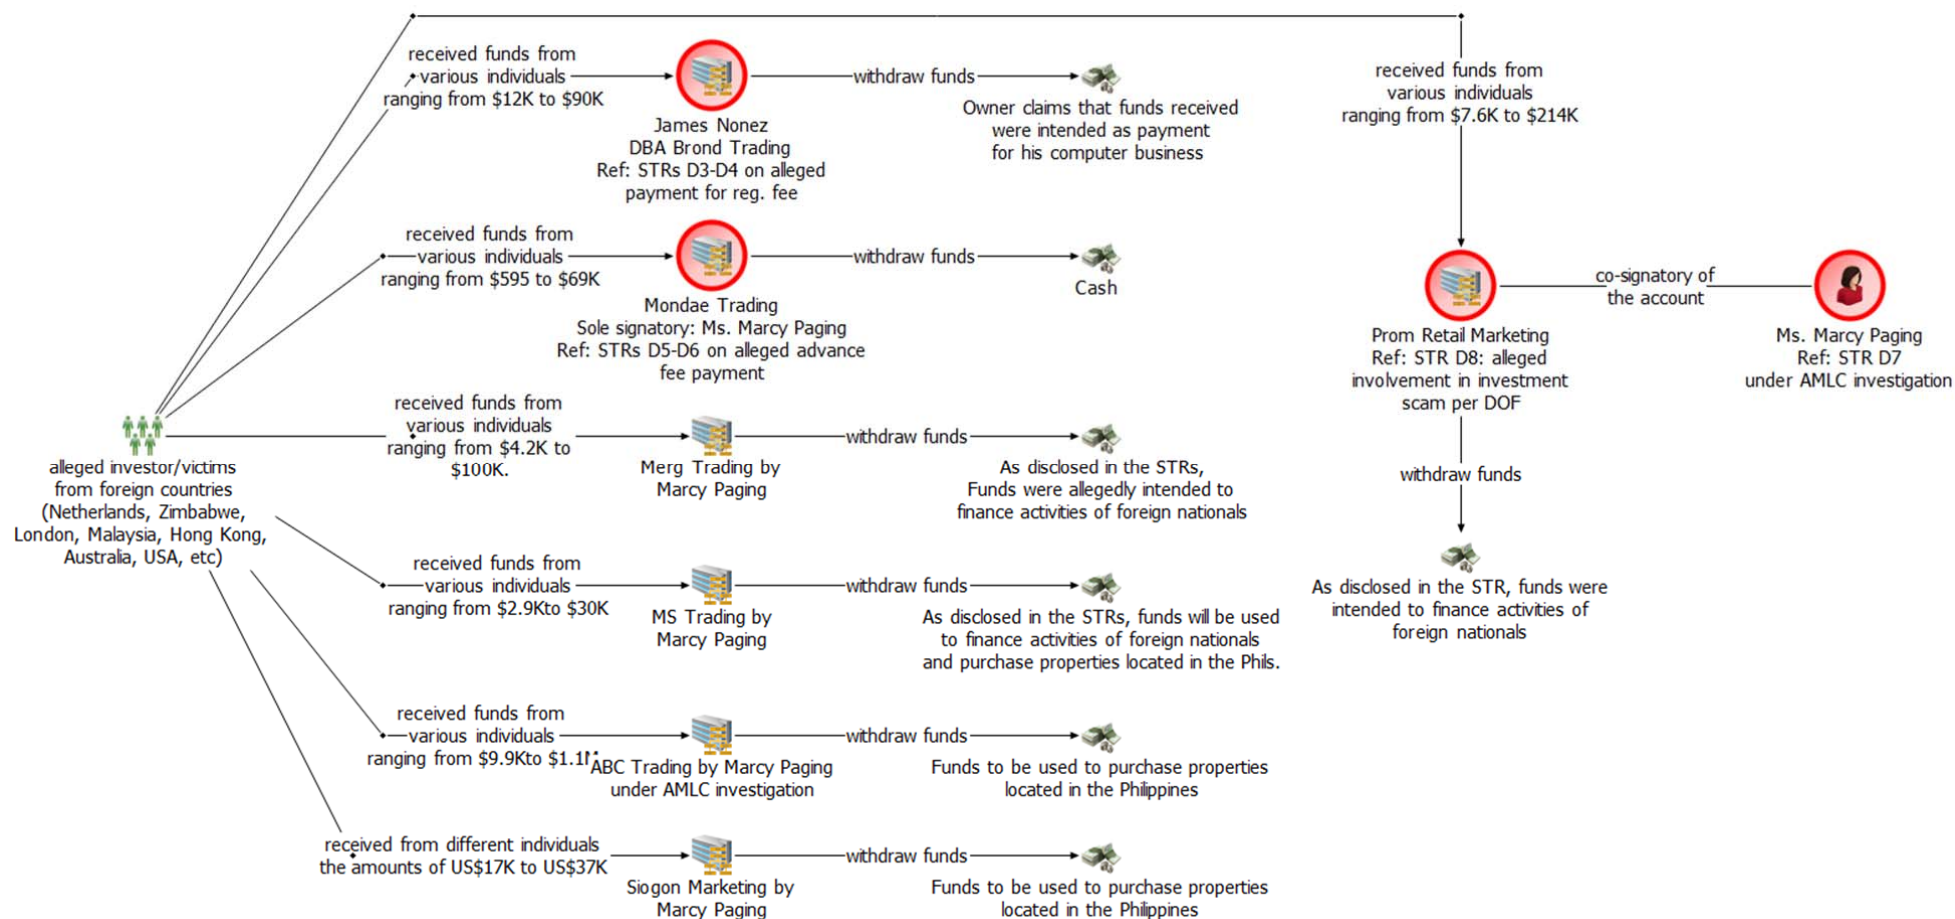 received funds from
various individuals
ranging from $12K to $90K
James Nonez
DBA Brond Trading
Ref: STRs D3-D4 on alleged
payment for reg. fee
withdraw funds
Owner claims that funds received
were intended as payment
for his computer business
received funds from
various individuals
ranging from $7.6K to $214K
received funds from
various individuals
ranging from $595 to $69K
Mondae Trading
Sole signatory: Ms. Marcy Paging
Ref: STRs D5-D6 on alleged advance
fee payment
withdraw funds
Cash
Prom Retail Marketing
Ref: STR D8: alleged
involvement in investment
scam per DOF
co-signatory of
the account
Ms. Marcy Paging
Ref: STR D7
under AMLC investigation
withdraw funds
As disclosed in the STR, funds were
intended to finance activities of
foreign nationals
alleged investor/victims
from foreign countries
(Netherlands, Zimbabwe,
London, Malaysia, Hong Kong,
Australia, USA, etc)
received funds from
various individuals
ranging from $4.2K to
$100K.
Merg Trading by
Marcy Paging
withdraw funds
As disclosed in the STRs,
Funds were allegedly intended to
finance activities of foreign nationals
received funds from
various individuals
ranging from $2.9Kto $30K
MS Trading by
Marcy Paging
withdraw funds
As disclosed in the STRs, funds will be used
to finance activities of foreign nationals
and purchase properties located in the Phils.
received funds from
various individuals
ranging from $9.9Kto $1.1M
ABC Trading by Marcy Paging
under AMLC investigation
withdraw funds
Funds to be used to purchase properties
located in the Philippines
received from different individuals
the amounts of US$17K to US$37K
Siogon Marketing by
Marcy Paging
withdraw funds
Funds to be used to purchase properties
located in the Philippines